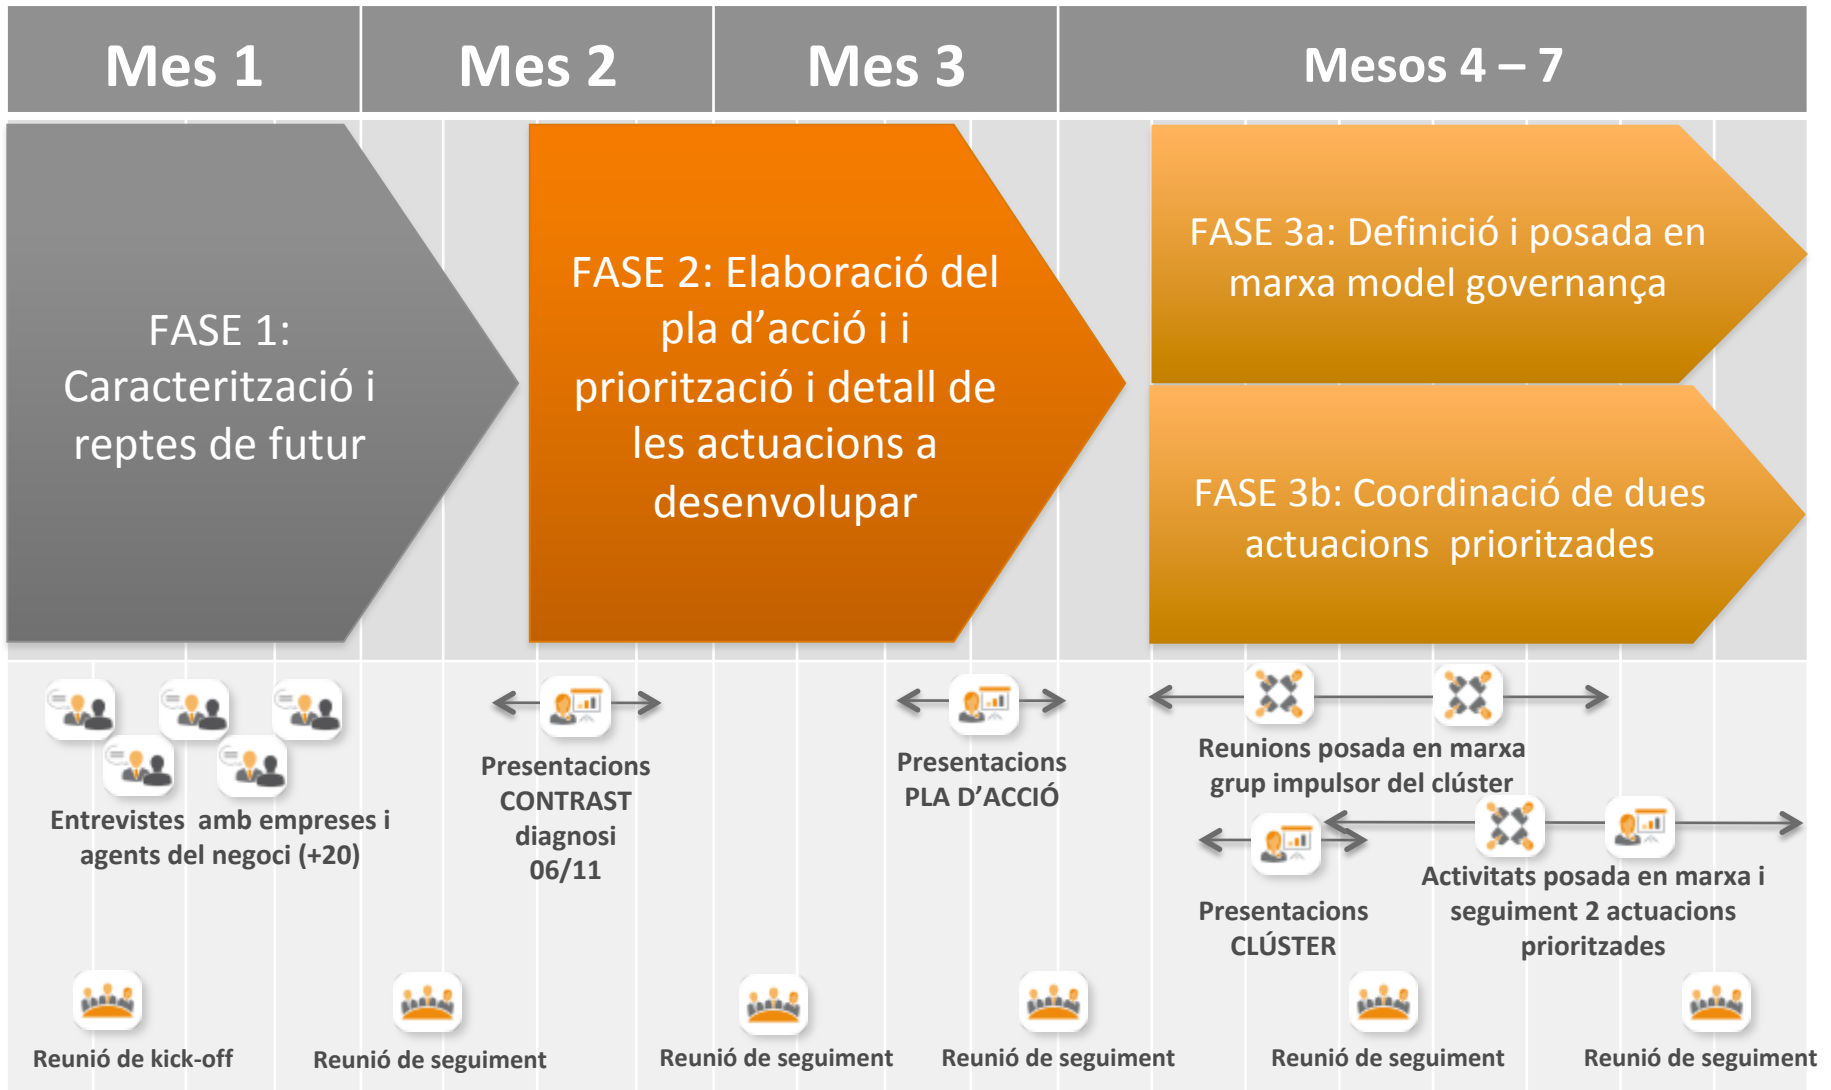 Mes 1
Mes 2
Mes 3
Mesos 4 – 7
FASE 1:
Caracterització i
reptes de futur
FASE 2: Elaboració del
pla d’acció i i
priorització i detall de
les actuacions a
desenvolupar
FASE 3a: Definició i posada en
marxa model governança
FASE 3b: Coordinació de dues
actuacions prioritzades
Entrevistes amb empreses i
agents del negoci (+20)
Presentacions
CONTRAST
diagnosi
06/11
Presentacions
PLA D’ACCIÓ
Reunions posada en marxa
grup impulsor del clúster
Presentacions
CLÚSTER
Activitats posada en marxa i
seguiment 2 actuacions
prioritzades
Reunió de kick-off
Reunió de seguiment
Reunió de seguiment
Reunió de seguiment
Reunió de seguiment
Reunió de seguiment